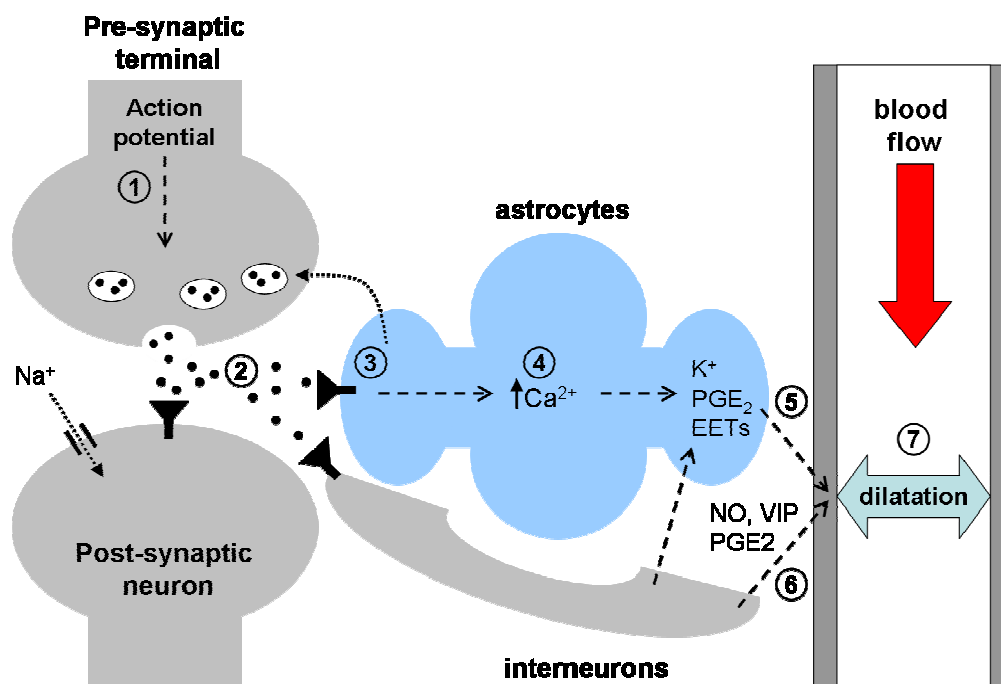 Pre-synaptic
terminal
Action
potential
1
blood
flow
astrocytes
2
Na⁺
3
4
↑Ca²⁺
K⁺
PGE₂
EETs
5
7
dilatation
NO, VIP
PGE2
6
Post-synaptic
neuron
interneurons